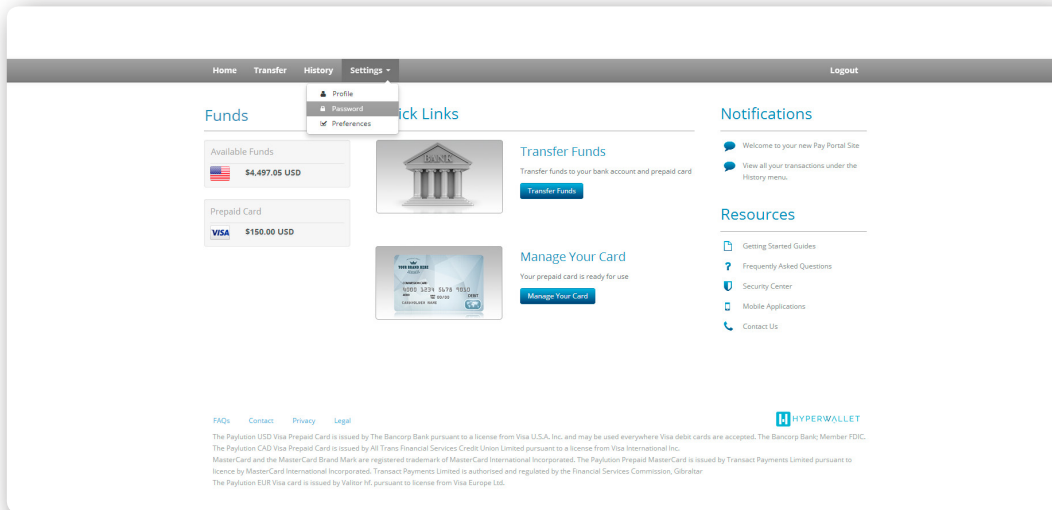 Home Transfer History Settings Logout
Profile
Password
Preferences
Funds
Available Funds
$4,497.05 USD
Prepaid Card
VISA $150.00 USD
ick Links
BANK
Transfer Funds
Transfer funds to your bank account and prepaid card
Transfer Funds
YOUR BRAND HERE
4000 1234 5678 9010
DEBIT
CARDHOLDER NAME
Manage Your Card
Your prepaid card is ready for use
Manage Your Card
Notifications
Welcome to your new Pay Portal Site
View all your transactions under the
History menu.
Resources
Getting Started Guides
Frequently Asked Questions
Security Center
Mobile Applications
Contact Us
FAQs Contact Privacy Legal
HYPERWALLET
The Paylution USD Visa Prepaid Card is issued by The Bancorp Bank pursuant to a license from Visa U.S.A. Inc. and may be used everywhere Visa debit cards are accepted. The Bancorp Bank; Member FDIC.
The Paylution CAD Visa Prepaid Card is issued by All Trans Financial Services Credit Union Limited pursuant to a license from Visa International Inc.
MasterCard and the MasterCard Brand Mark are registered trademark of MasterCard International Incorporated. The Paylution Prepaid MasterCard is issued by Transact Payments Limited pursuant to
licence by MasterCard International Incorporated. Transact Payments Limited is authorised and regulated by the Financial Services Commission, Gibraltar
The Paylution EUR Visa card is issued by Valitor hf. pursuant to license from Visa Europe Ltd.